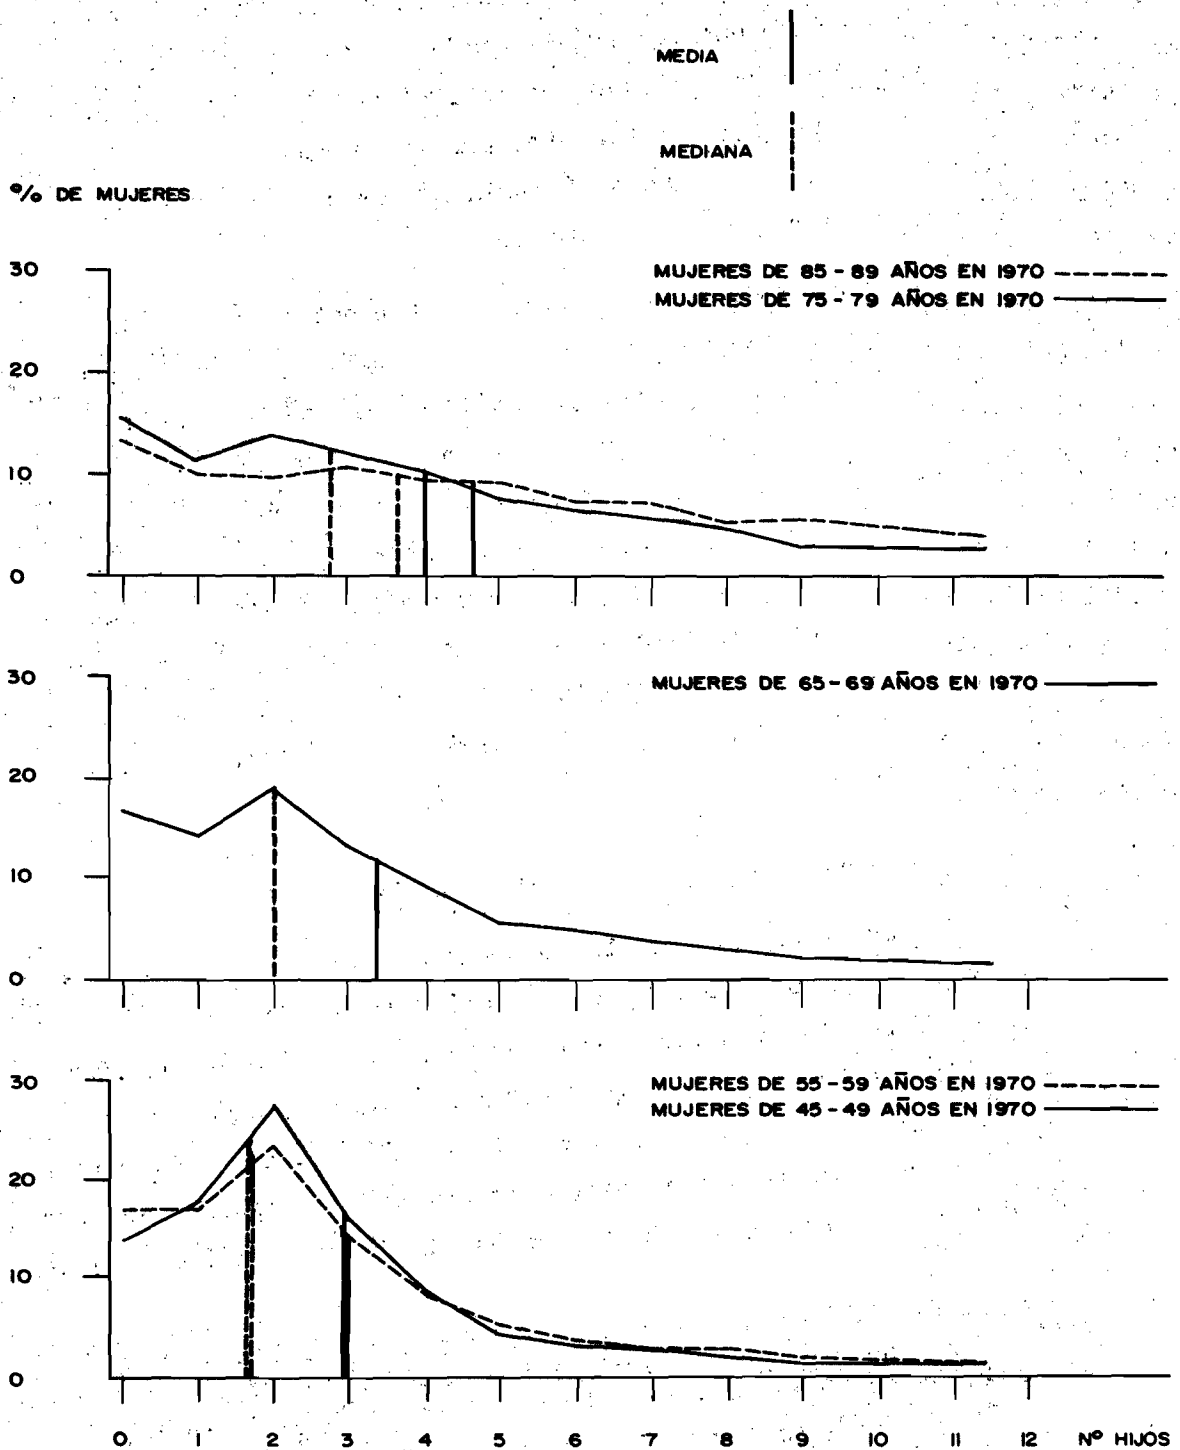 MEDIA
MEDIANA
% DE MUJERES
30
MUJERES DE 85-89 AÑOS EN 1970
MUJERES DE 75-79 AÑOS EN 1970
20
10
0
30
MUJERES DE 65-69 AÑOS EN 1970
20
10
0
30
MUJERES DE 55-59 AÑOS EN 1970
MUJERES DE 45-49 AÑOS EN 1970
20
10
0
0 1 2 3 4 5 6 7 8 9 10 11 12 Nº HIJOS